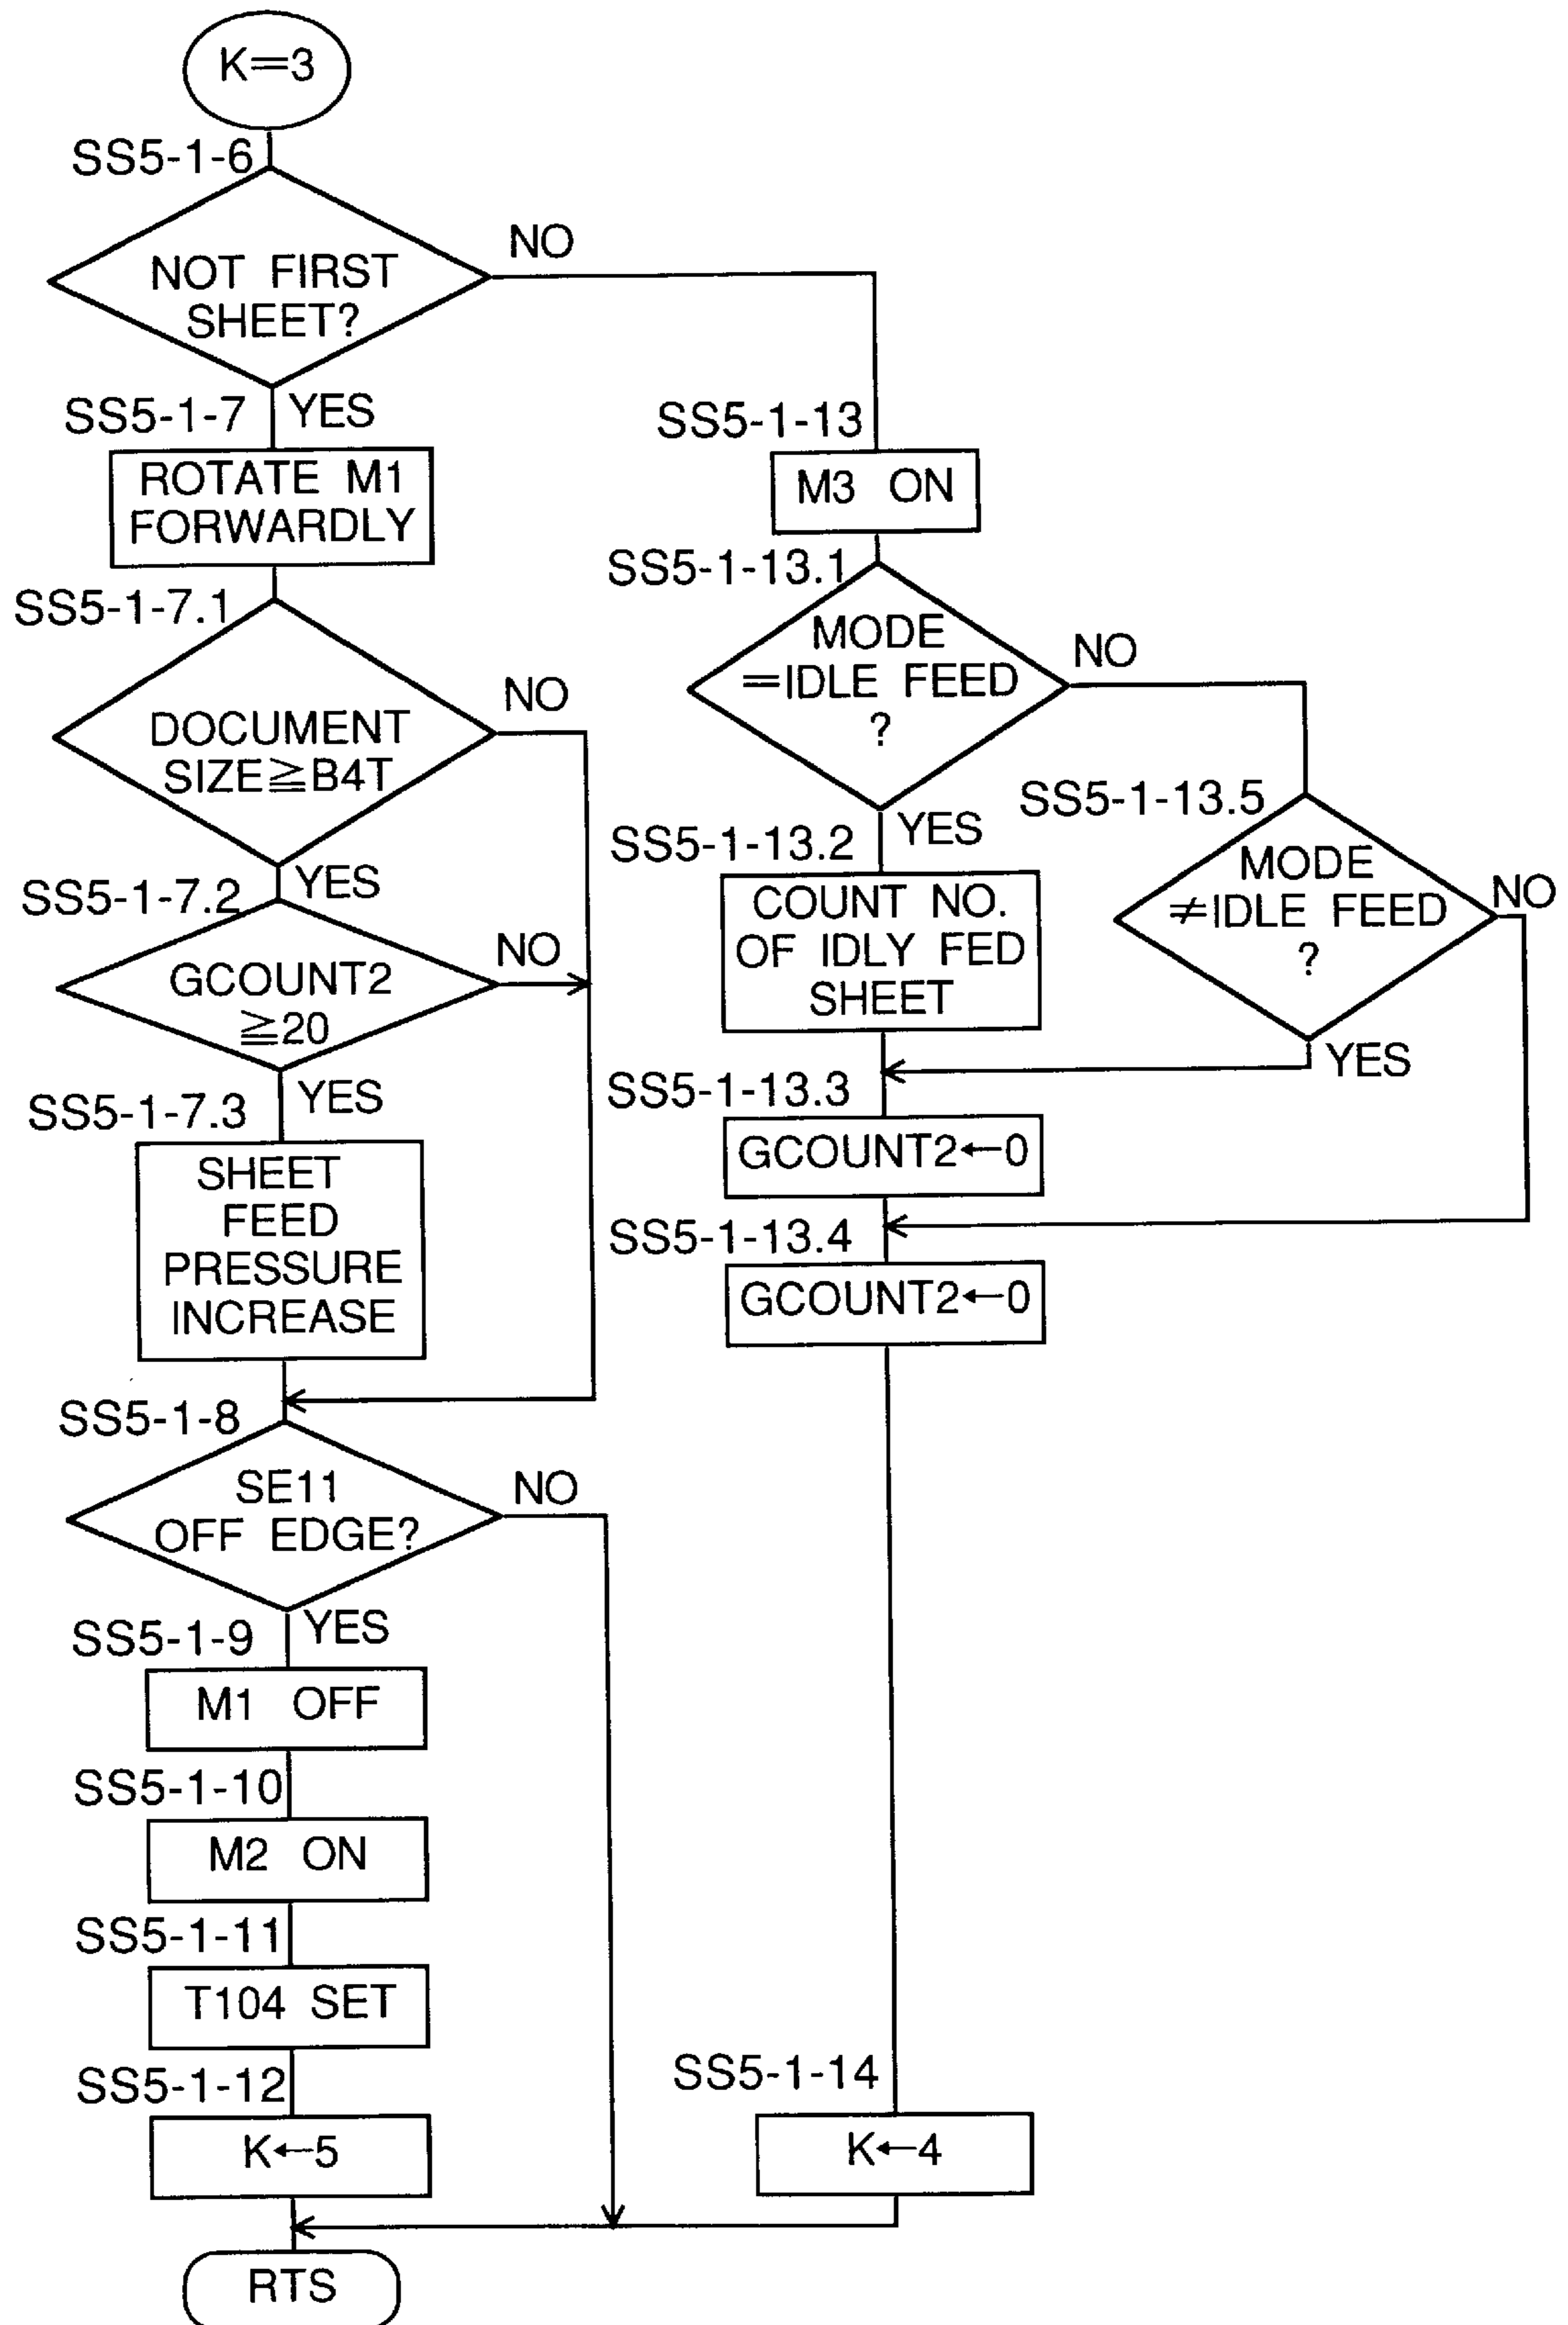 K=3
SS5-1-6
NOT FIRST
SHEET?
NO
YES
SS5-1-7
ROTATE M1
FORWARDLY
SS5-1-7.1
DOCUMENT
SIZE≧B4T
NO
YES
SS5-1-7.2
GCOUNT2
≧20
NO
YES
SS5-1-7.3
SHEET
FEED
PRESSURE
INCREASE
SS5-1-8
SE11
OFF EDGE?
NO
YES
SS5-1-9
M1 OFF
SS5-1-10
M2 ON
SS5-1-11
T104 SET
SS5-1-12
K←5
RTS
SS5-1-13
M3 ON
SS5-1-13.1
MODE
=IDLE FEED
?
NO
YES
SS5-1-13.2
COUNT NO.
OF IDLY FED
SHEET
SS5-1-13.5
MODE
≠IDLE FEED
?
NO
YES
SS5-1-13.3
GCOUNT2←0
SS5-1-13.4
GCOUNT2←0
SS5-1-14
K←4